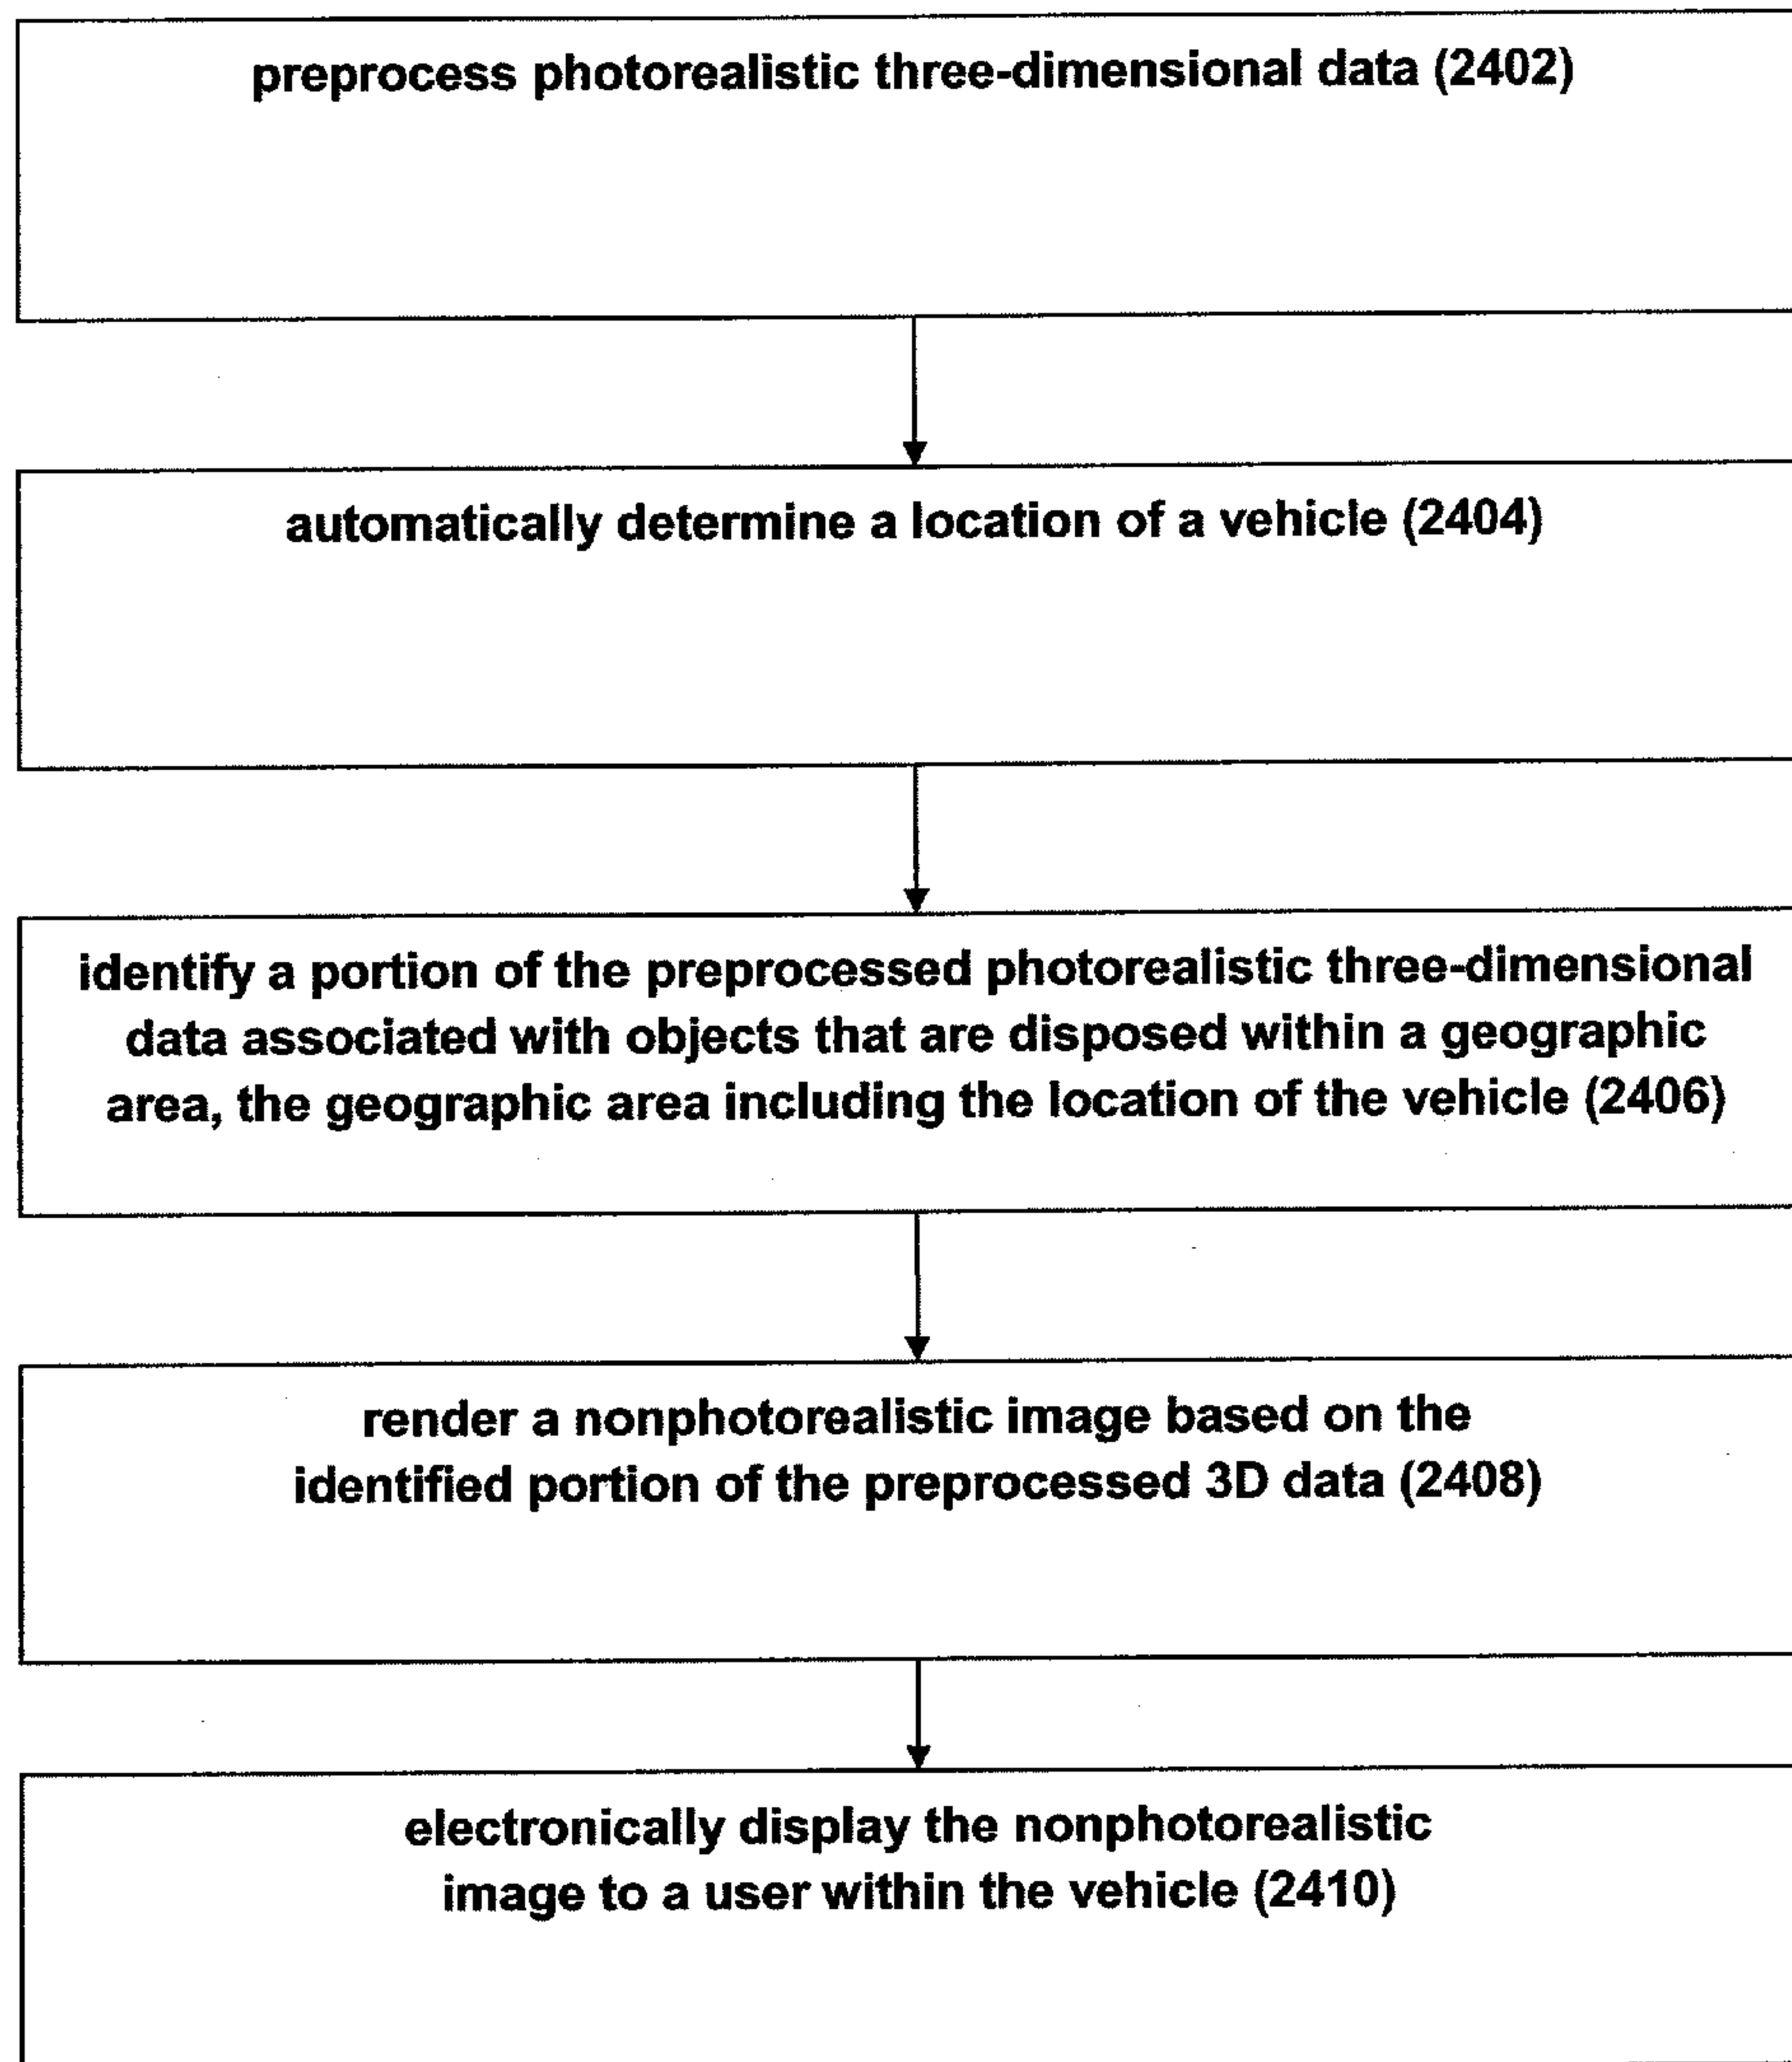 preprocess photorealistic three-dimensional data (2402)
automatically determine a location of a vehicle (2404)
identify a portion of the preprocessed photorealistic three-dimensional
data associated with objects that are disposed within a geographic
area, the geographic area including the location of the vehicle (2406)
render a nonphotorealistic image based on the
identified portion of the preprocessed 3D data (2408)
electronically display the nonphotorealistic
image to a user within the vehicle (2410)